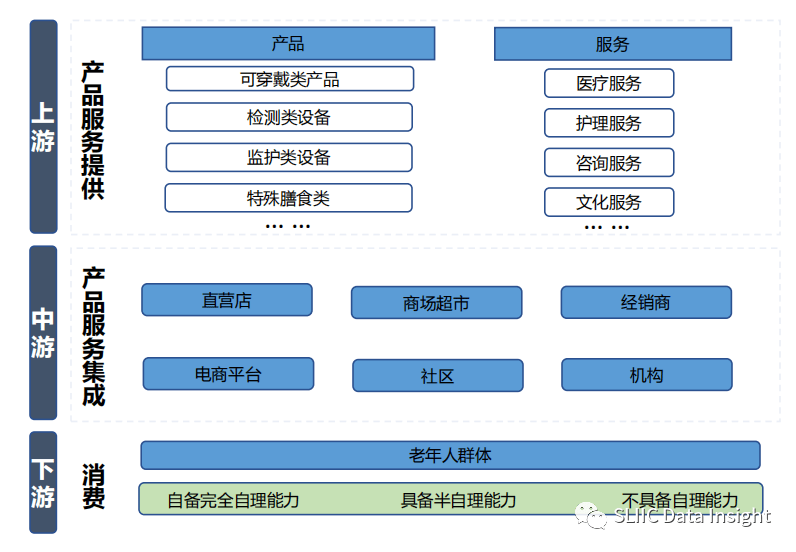 上游
产品服务提供
产品
可穿戴类产品
检测类设备
监护类设备
特殊膳食类
... ...
服务
医疗服务
护理服务
咨询服务
文化服务
... ...
中游
产品服务集成
直营店
商场超市
经销商
电商平台
社区
机构
下游
消费
老年人群体
自备完全自理能力
具备半自理能力
不具备自理能力
SLIIC Data Insight